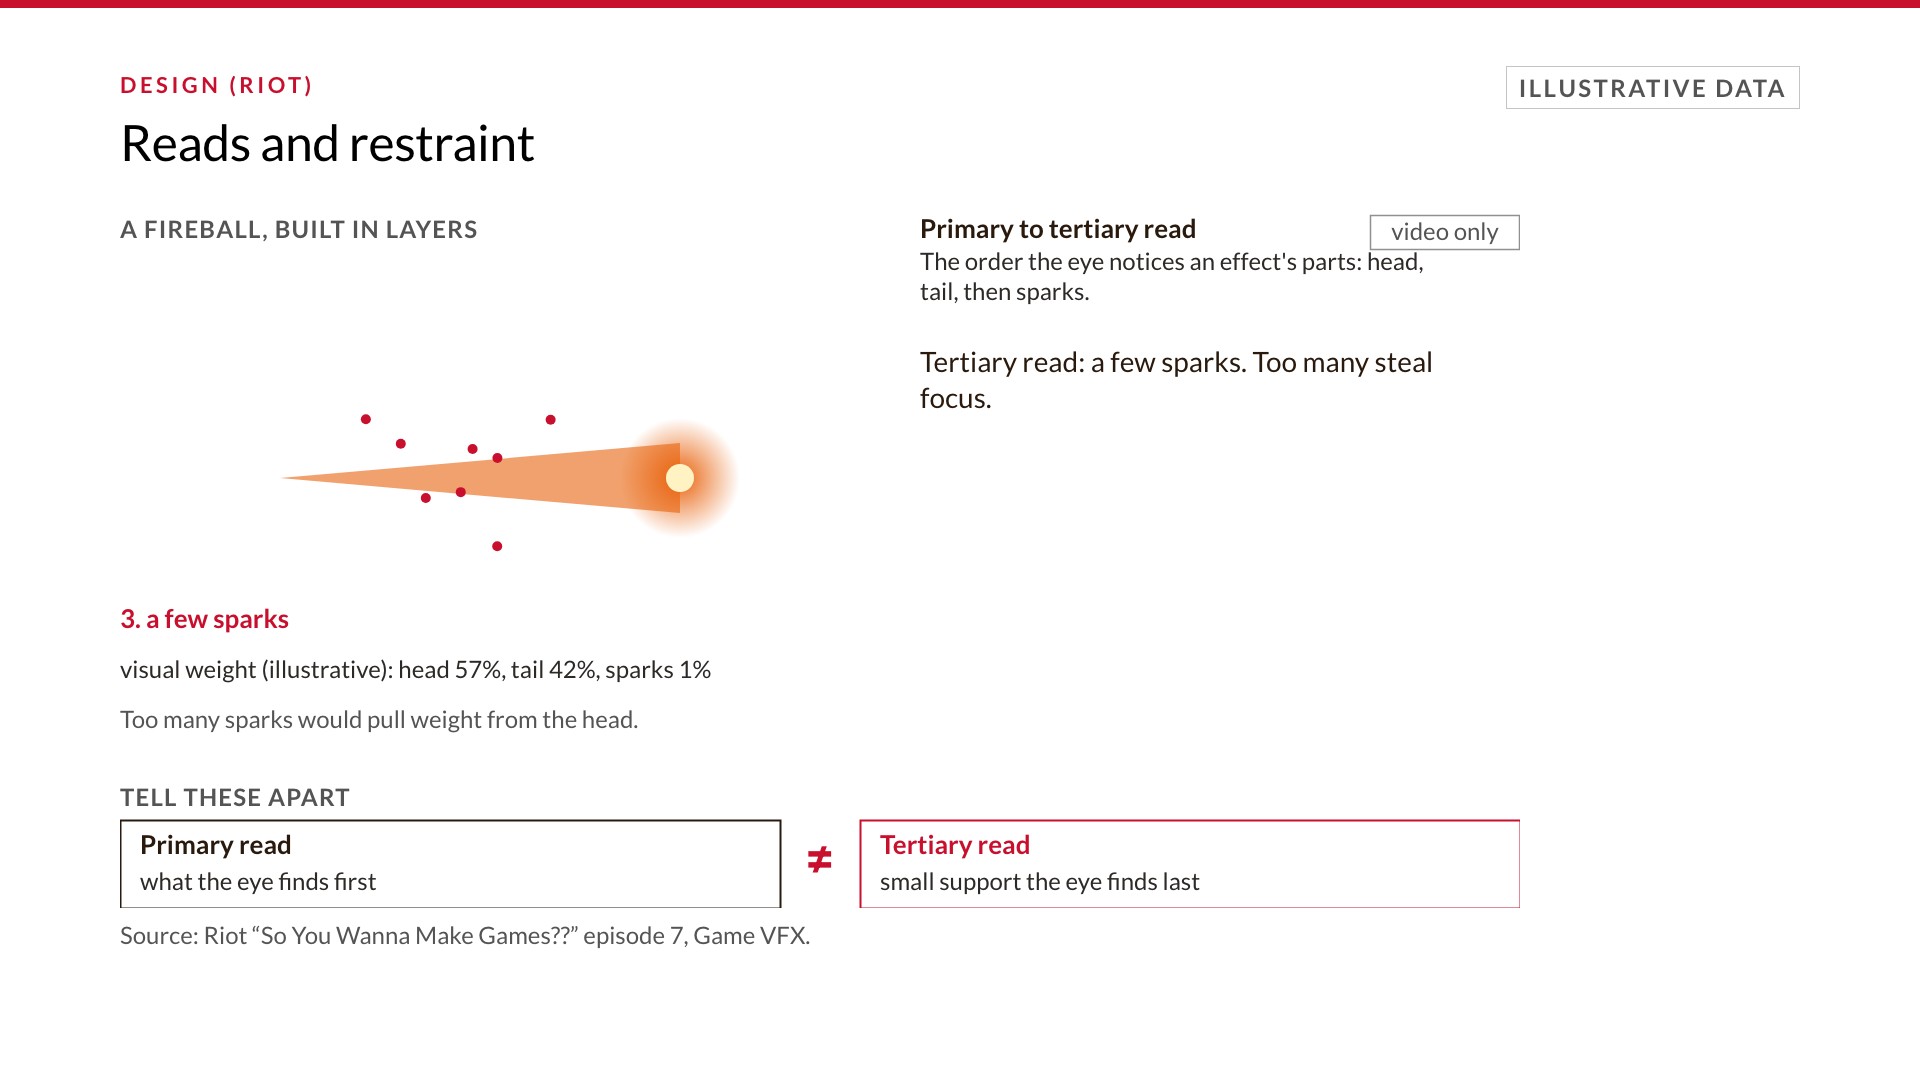 DESIGN (RIOT)
ILLUSTRATIVE DATA
Reads and restraint
A FIREBALL, BUILT IN LAYERS
Primary to tertiary read
video only
The order the eye notices an effect's parts: head,
tail, then sparks.
Tertiary read: a few sparks. Too many steal
focus.
3. a few sparks
visual weight (illustrative): head 57%, tail 42%, sparks 1%
Too many sparks would pull weight from the head.
TELL THESE APART
Primary read
what the eye finds first
≠
Tertiary read
small support the eye finds last
Source: Riot “So You Wanna Make Games??” episode 7, Game VFX.